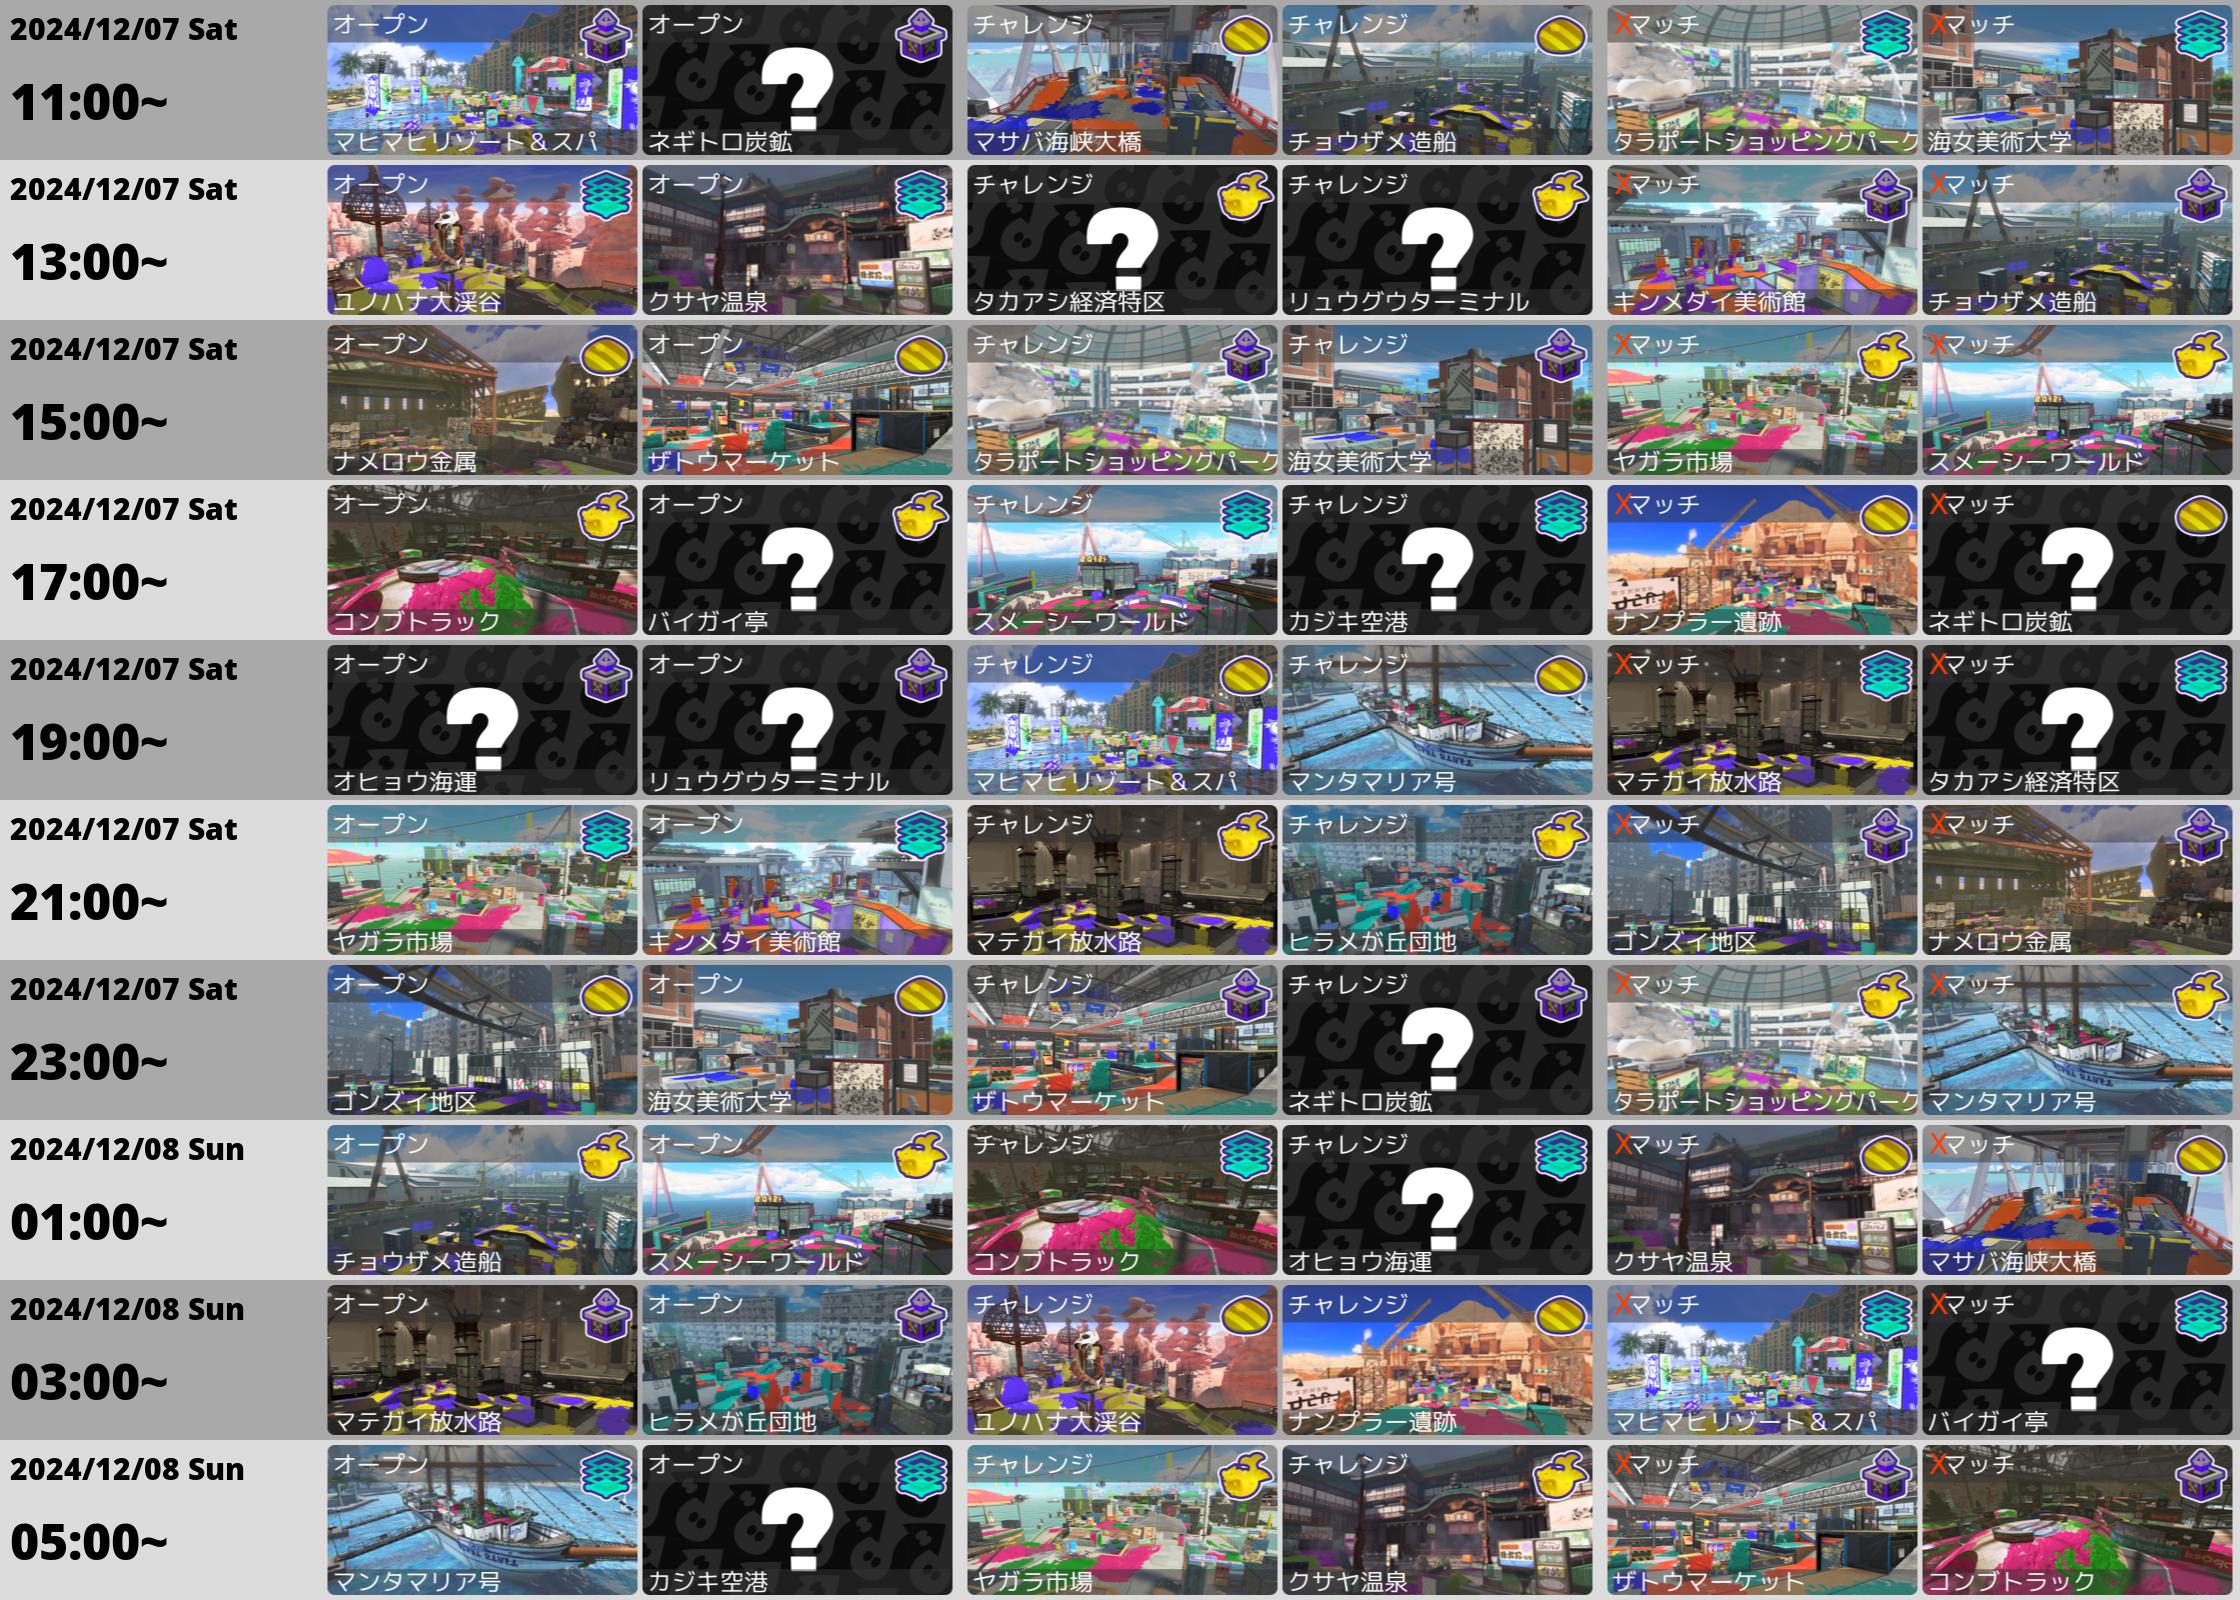 2024/12/07 Sat
11:00~
オープン
マヒマヒリゾート&スパ
オープン
ネギトロ炭鉱
チャレンジ
マサバ海峡大橋
チャレンジ
チョウザメ造船
Xマッチ
タラポートショッピングパーク
Xマッチ
海女美術大学
2024/12/07 Sat
13:00~
オープン
ユノハナ大渓谷
オープン
クサヤ温泉
チャレンジ
タカアシ経済特区
チャレンジ
リュウグウターミナル
Xマッチ
キンメダイ美術館
Xマッチ
チョウザメ造船
2024/12/07 Sat
15:00~
オープン
ナメロウ金属
オープン
ザトウマーケット
チャレンジ
タラポートショッピングパーク
チャレンジ
海女美術大学
Xマッチ
ヤガラ市場
Xマッチ
スメーシーワールド
2024/12/07 Sat
17:00~
オープン
コンブトラック
オープン
バイガイ亭
チャレンジ
スメーシーワールド
チャレンジ
カジキ空港
Xマッチ
ナンプラー遺跡
Xマッチ
ネギトロ炭鉱
2024/12/07 Sat
19:00~
オープン
オヒョウ海運
オープン
リュウグウターミナル
チャレンジ
マヒマヒリゾート&スパ
チャレンジ
マンタマリア号
Xマッチ
マテガイ放水路
Xマッチ
タカアシ経済特区
2024/12/07 Sat
21:00~
オープン
ヤガラ市場
オープン
キンメダイ美術館
チャレンジ
マテガイ放水路
チャレンジ
ヒラメが丘団地
Xマッチ
ゴンズイ地区
Xマッチ
ナメロウ金属
2024/12/07 Sat
23:00~
オープン
ゴンズイ地区
オープン
海女美術大学
チャレンジ
ザトウマーケット
チャレンジ
ネギトロ炭鉱
Xマッチ
タラポートショッピングパーク
Xマッチ
マンタマリア号
2024/12/08 Sun
01:00~
オープン
チョウザメ造船
オープン
スメーシーワールド
チャレンジ
コンブトラック
チャレンジ
オヒョウ海運
Xマッチ
クサヤ温泉
Xマッチ
マサバ海峡大橋
2024/12/08 Sun
03:00~
オープン
マテガイ放水路
オープン
ヒラメが丘団地
チャレンジ
ユノハナ大渓谷
チャレンジ
ナンプラー遺跡
Xマッチ
マヒマヒリゾート&スパ
Xマッチ
バイガイ亭
2024/12/08 Sun
05:00~
オープン
マンタマリア号
オープン
カジキ空港
チャレンジ
ヤガラ市場
チャレンジ
クサヤ温泉
Xマッチ
ザトウマーケット
Xマッチ
コンブトラック